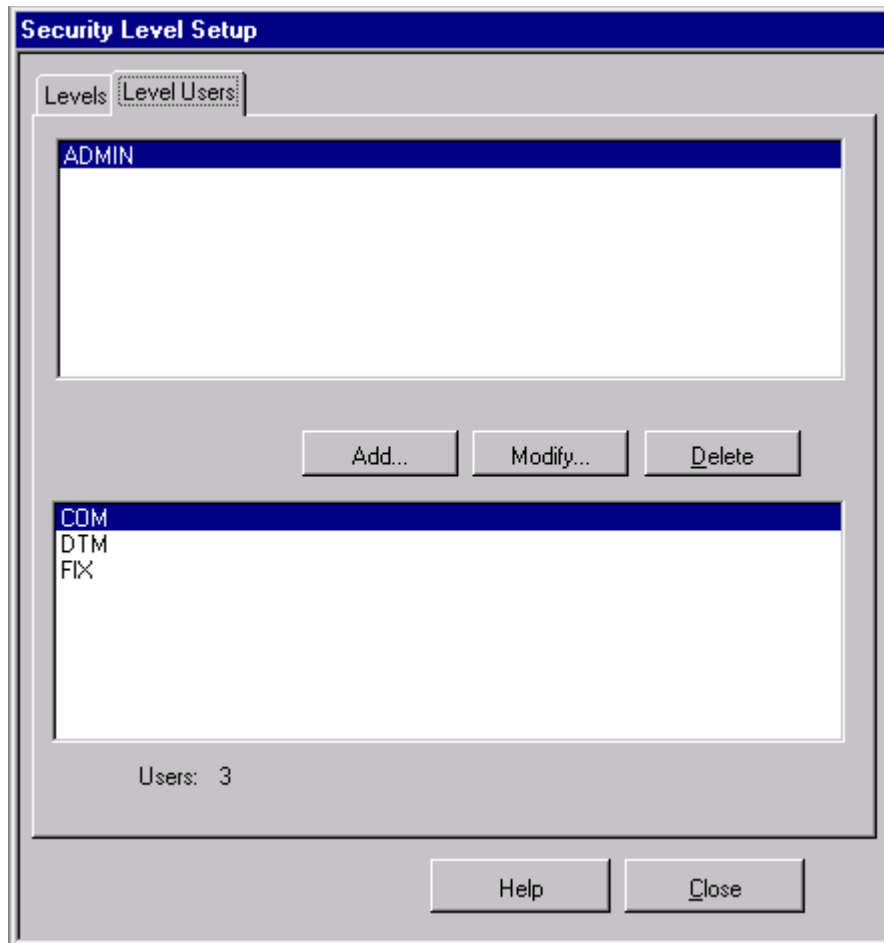 Security Level Setup
Levels Level Users
ADMIN
Add... Modify... Delete
COM
DTM
FIX
Users: 3
Help Close